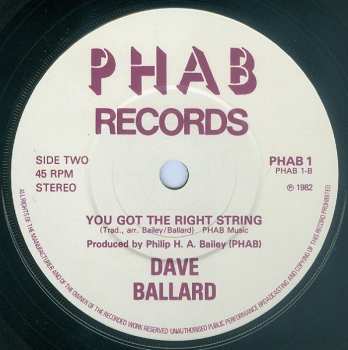 PHAB
RECORDS
SIDE TWO
45 RPM
STEREO
PHAB 1
PHAB 1-B
℗ 1982
YOU GOT THE RIGHT STRING
(Trad., arr. Bailey/Ballard) PHAB Music
Produced by Philip H. A. Bailey (PHAB)
DAVE
BALLARD
ALL RIGHTS OF THE MANUFACTURER AND OF THE OWNER OF THE RECORDED WORK RESERVED UNAUTHORISED PUBLIC PERFORMANCE BROADCASTING AND COPYING OF THIS RECORD PROHIBITED